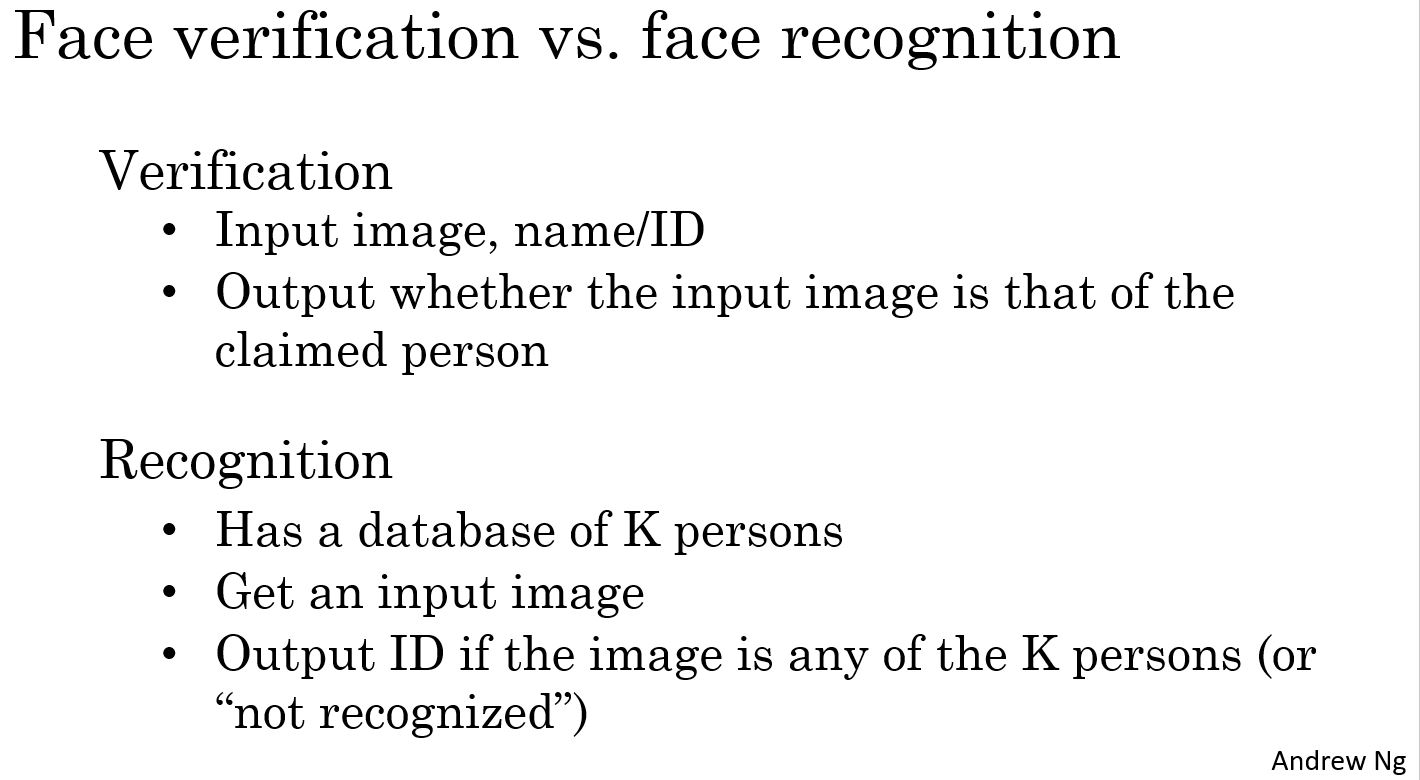 Face verification vs. face recognition
Verification
• Input image, name/ID
• Output whether the input image is that of the
claimed person
Recognition
• Has a database of K persons
• Get an input image
• Output ID if the image is any of the K persons (or
“not recognized”)
Andrew Ng